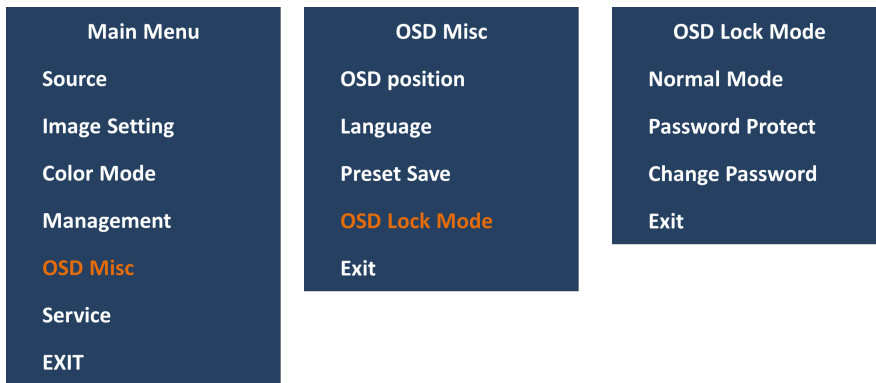 Main Menu
Source
Image Setting
Color Mode
Management
OSD Misc
Service
EXIT
OSD Misc
OSD position
Language
Preset Save
OSD Lock Mode
Exit
OSD Lock Mode
Normal Mode
Password Protect
Change Password
Exit